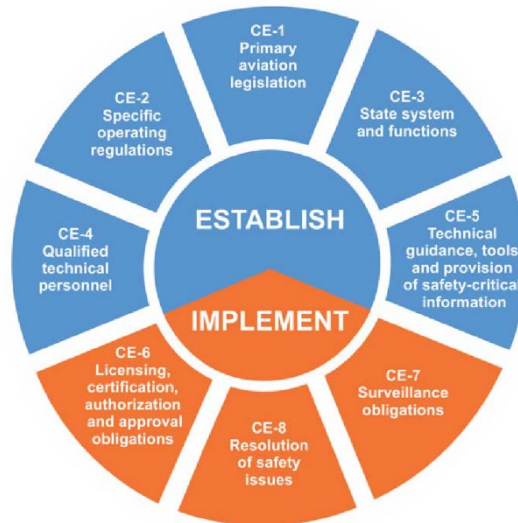 CE-1
Primary
aviation
legislation
CE-2
Specific
operating
regulations
CE-3
State system
and functions
CE-4
Qualified
technical
personnel
ESTABLISH
CE-5
Technical
guidance, tools
and provision
of safety-critical
information
IMPLEMENT
CE-6
Licensing,
certification,
authorization
and approval
obligations
CE-7
Surveillance
obligations
CE-8
Resolution
of safety
issues